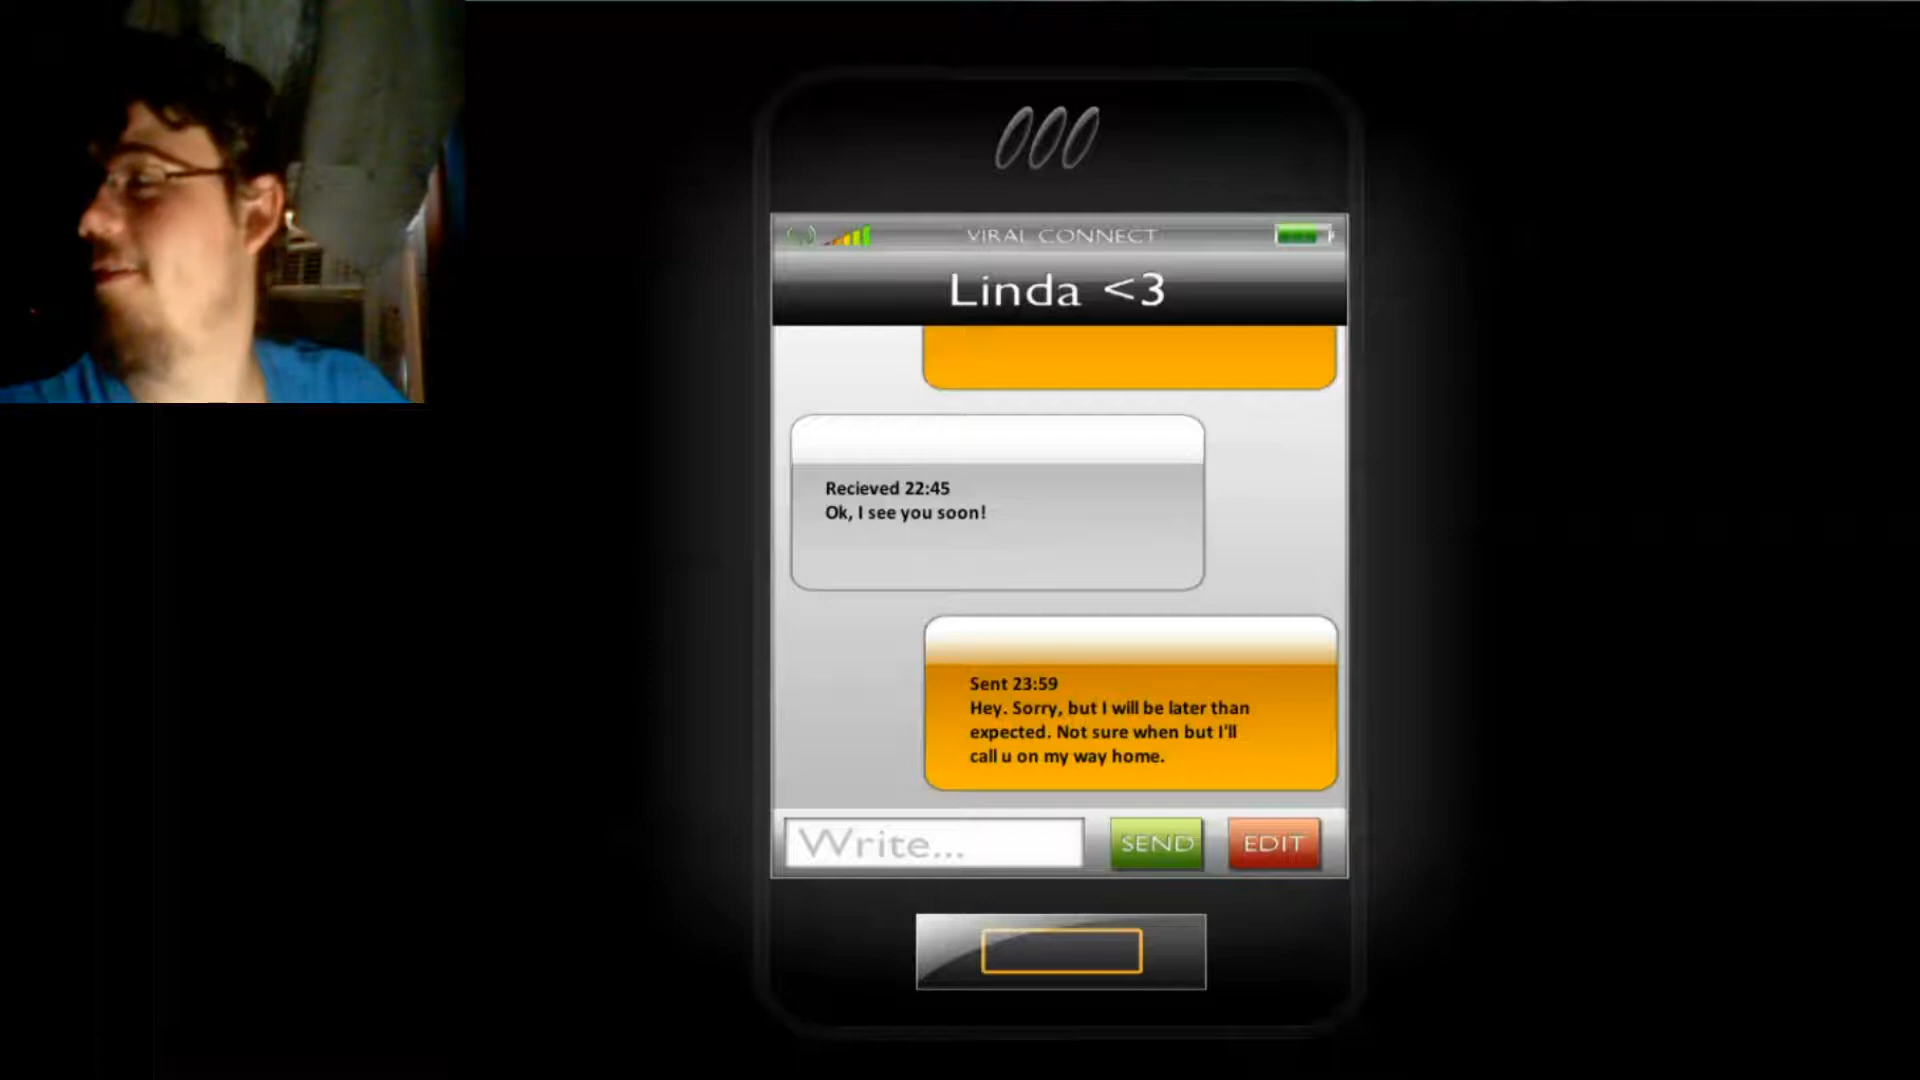 VIRAL CONNECT
Linda <3
Recieved 22:45
Ok, I see you soon!
Sent 23:59
Hey. Sorry, but I will be later than
expected. Not sure when but I'll
call u on my way home.
Write...
SEND
EDIT